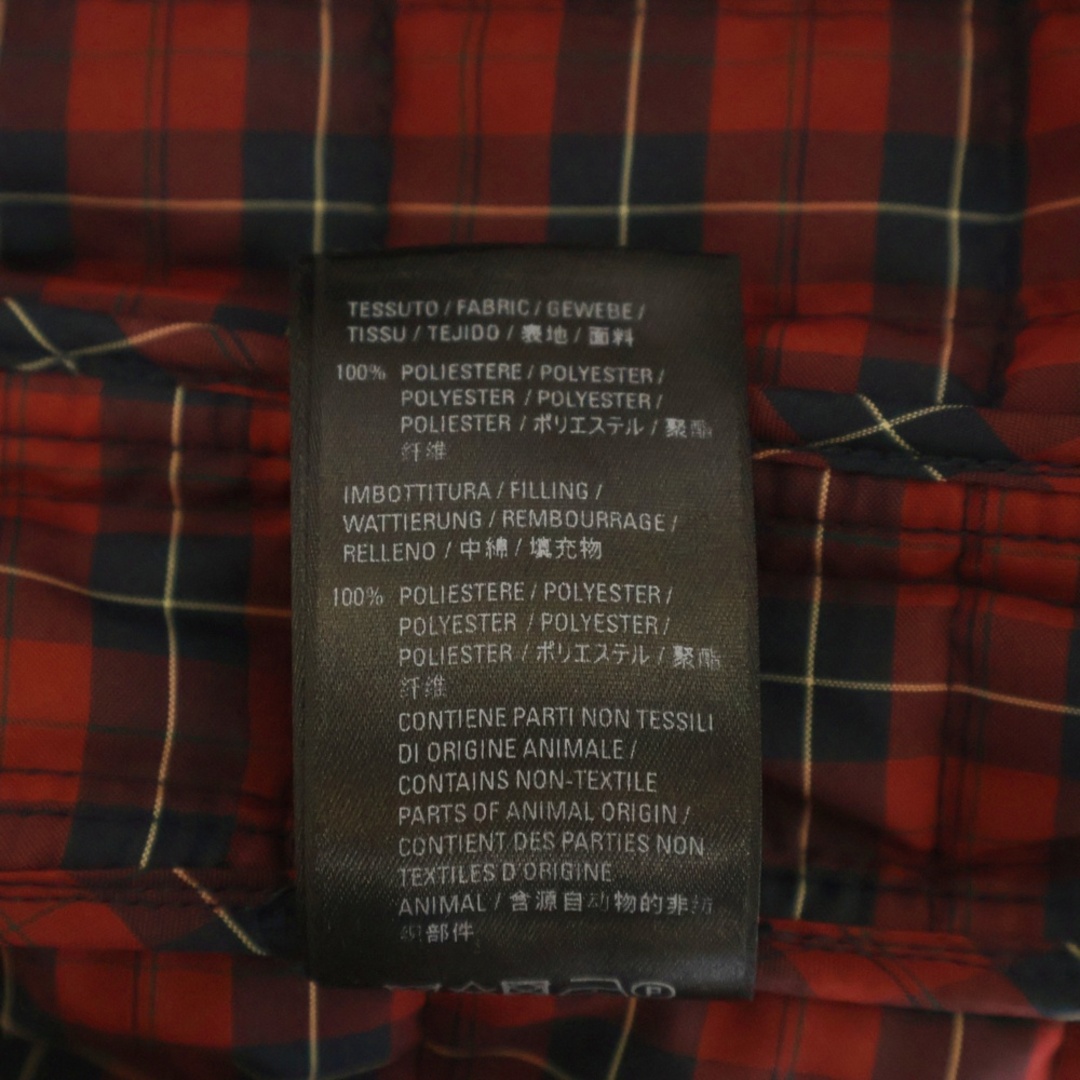 TESSUTO / FABRIC / GEWEBE /
TISSU / TEJIDO / 表地 / 面料
100% POLIESTERE / POLYESTER /
POLYESTER / POLYESTER /
POLIESTER / ポリエステル / 聚酯
纤维
IMBOTTITURA / FILLING /
WATTIERUNG / REMBOURRAGE /
RELLENO / 中綿 / 填充物
100% POLIESTERE / POLYESTER /
POLYESTER / POLYESTER /
POLIESTER / ポリエステル / 聚酯
纤维
CONTIENE PARTI NON TESSILI
DI ORIGINE ANIMALE /
CONTAINS NON-TEXTILE
PARTS OF ANIMAL ORIGIN /
CONTIENT DES PARTIES NON
TEXTILES D'ORIGINE
ANIMAL / 含源自动物的非纺
织部件
P